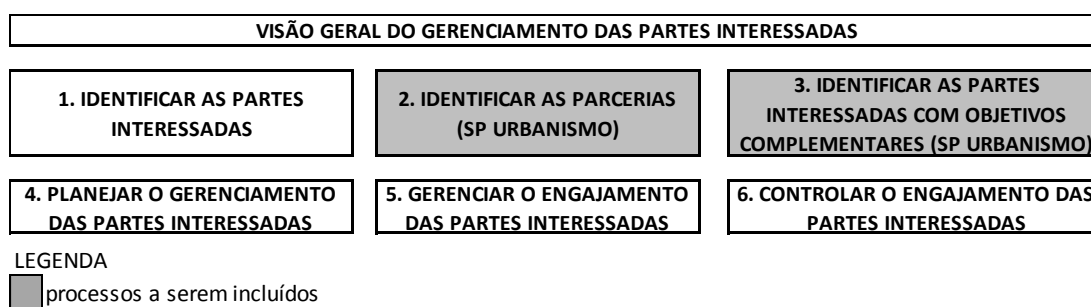 VISÃO GERAL DO GERENCIAMENTO DAS PARTES INTERESSADAS
1. IDENTIFICAR AS PARTES
INTERESSADAS
2. IDENTIFICAR AS PARCERIAS
(SP URBANISMO)
3. IDENTIFICAR AS PARTES
INTERESSADAS COM OBJETIVOS
COMPLEMENTARES (SP URBANISMO)
4. PLANEJAR O GERENCIAMENTO
DAS PARTES INTERESSADAS
5. GERENCIAR O ENGAJAMENTO
DAS PARTES INTERESSADAS
6. CONTROLAR O ENGAJAMENTO DAS
PARTES INTERESSADAS
LEGENDA
processos a serem incluídos